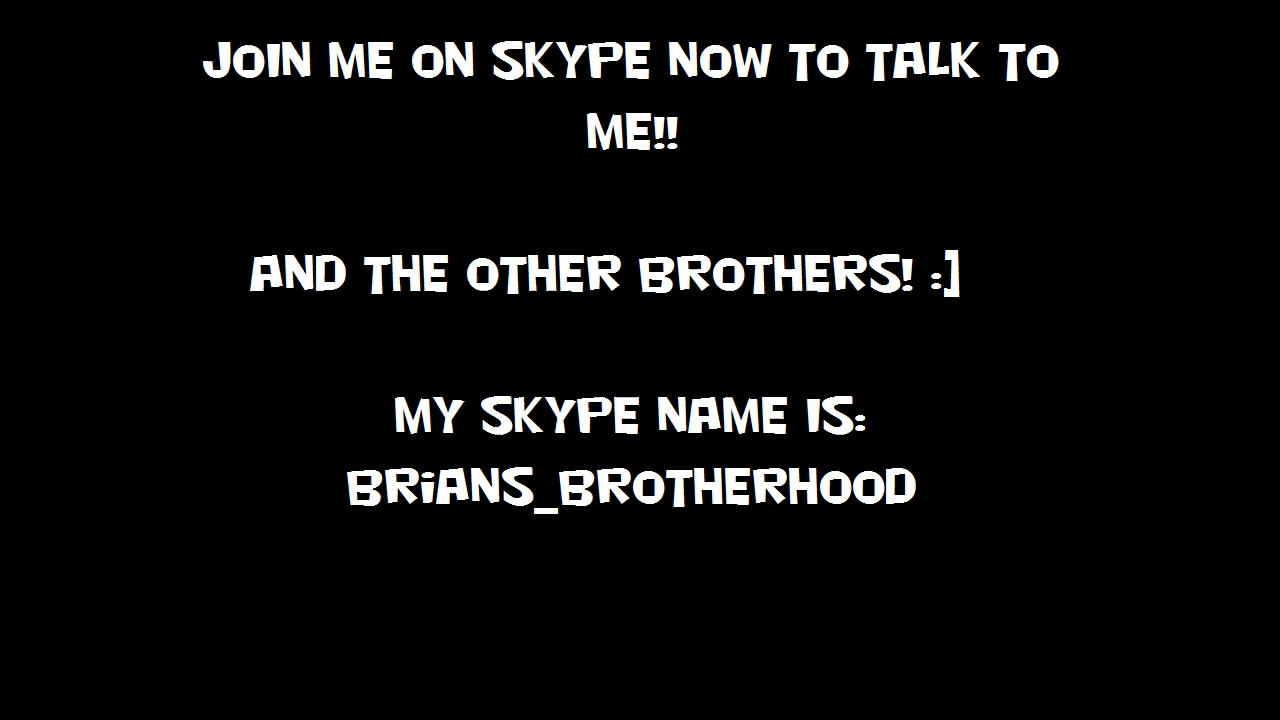 JOIN ME ON SKYPE NOW TO TALK TO
ME!!
AND THE OTHER BROTHERS! :]
MY SKYPE NAME IS:
BRiANS_BROTHERHOOD